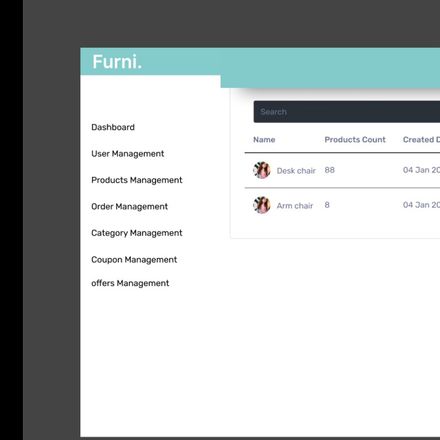 Furni.
Search
Dashboard
Name Products Count Created D
User Management
Desk chair 88 04 Jan 20
Products Management
Order Management
Arm chair 8 04 Jan 20
Category Management
Coupon Management
offers Management